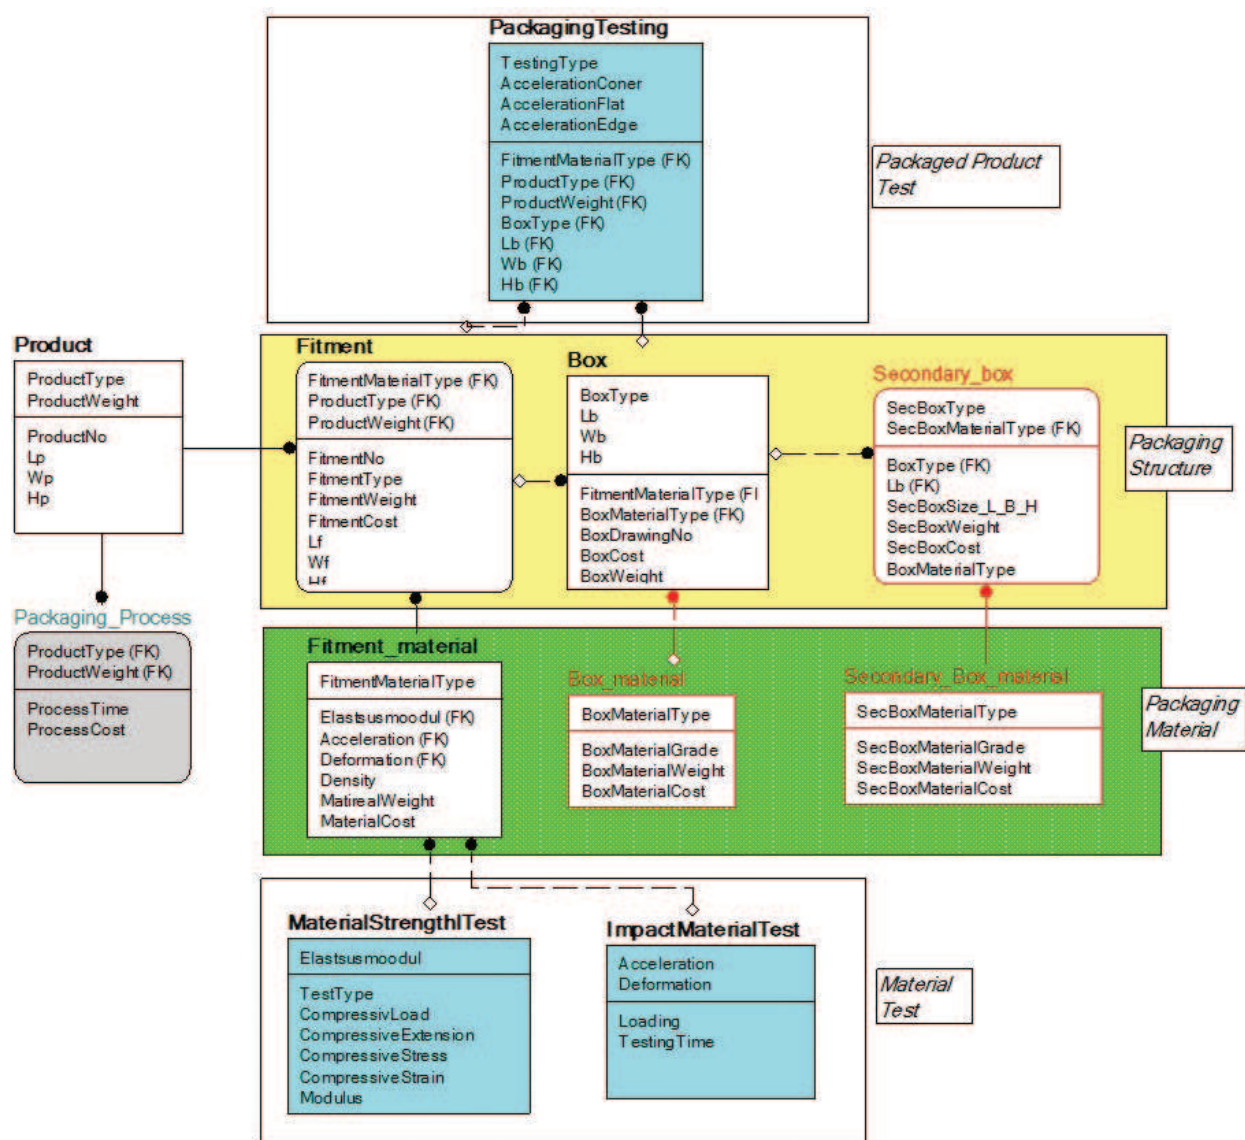 PackagingTesting
TestingType
AccelerationConer
AccelerationFlat
AccelerationEdge
FitmentMaterialType (FK)
ProductType (FK)
ProductWeight (FK)
BoxType (FK)
Lb (FK)
Wb (FK)
Hb (FK)
Packaged Product
Test
Product
ProductType
ProductWeight
ProductNo
Lp
Wp
Hp
Fitment
FitmentMaterialType (FK)
ProductType (FK)
ProductWeight (FK)
FitmentNo
FitmentType
FitmentWeight
FitmentCost
Lf
Wf
Hf
Box
BoxType
Lb
Wb
Hb
FitmentMaterialType (FI
BoxMaterialType (FK)
BoxDrawingNo
BoxCost
BoxWeight
Secondary_box
SecBoxType
SecBoxMaterialType (FK)
BoxType (FK)
Lb (FK)
SecBoxSize_L_B_H
SecBoxWeight
SecBoxCost
BoxMaterialType
Packaging
Structure
Packaging_Process
ProductType (FK)
ProductWeight (FK)
ProcessTime
ProcessCost
Fitment_material
FitmentMaterialType
Elastsusmoodul (FK)
Acceleration (FK)
Deformation (FK)
Density
MatirealWeight
MaterialCost
Box_material
BoxMaterialType
BoxMaterialGrade
BoxMaterialWeight
BoxMaterialCost
Secondary_Box_material
SecBoxMaterialType
SecBoxMaterialGrade
SecBoxMaterialWeight
SecBoxMaterialCost
Packaging
Material
MaterialStrengthlTest
Elastsusmoodul
TestType
CompressivLoad
CompressiveExtension
CompressiveStress
CompressiveStrain
Modulus
ImpactMaterialTest
Acceleration
Deformation
Loading
TestingTime
Material
Test